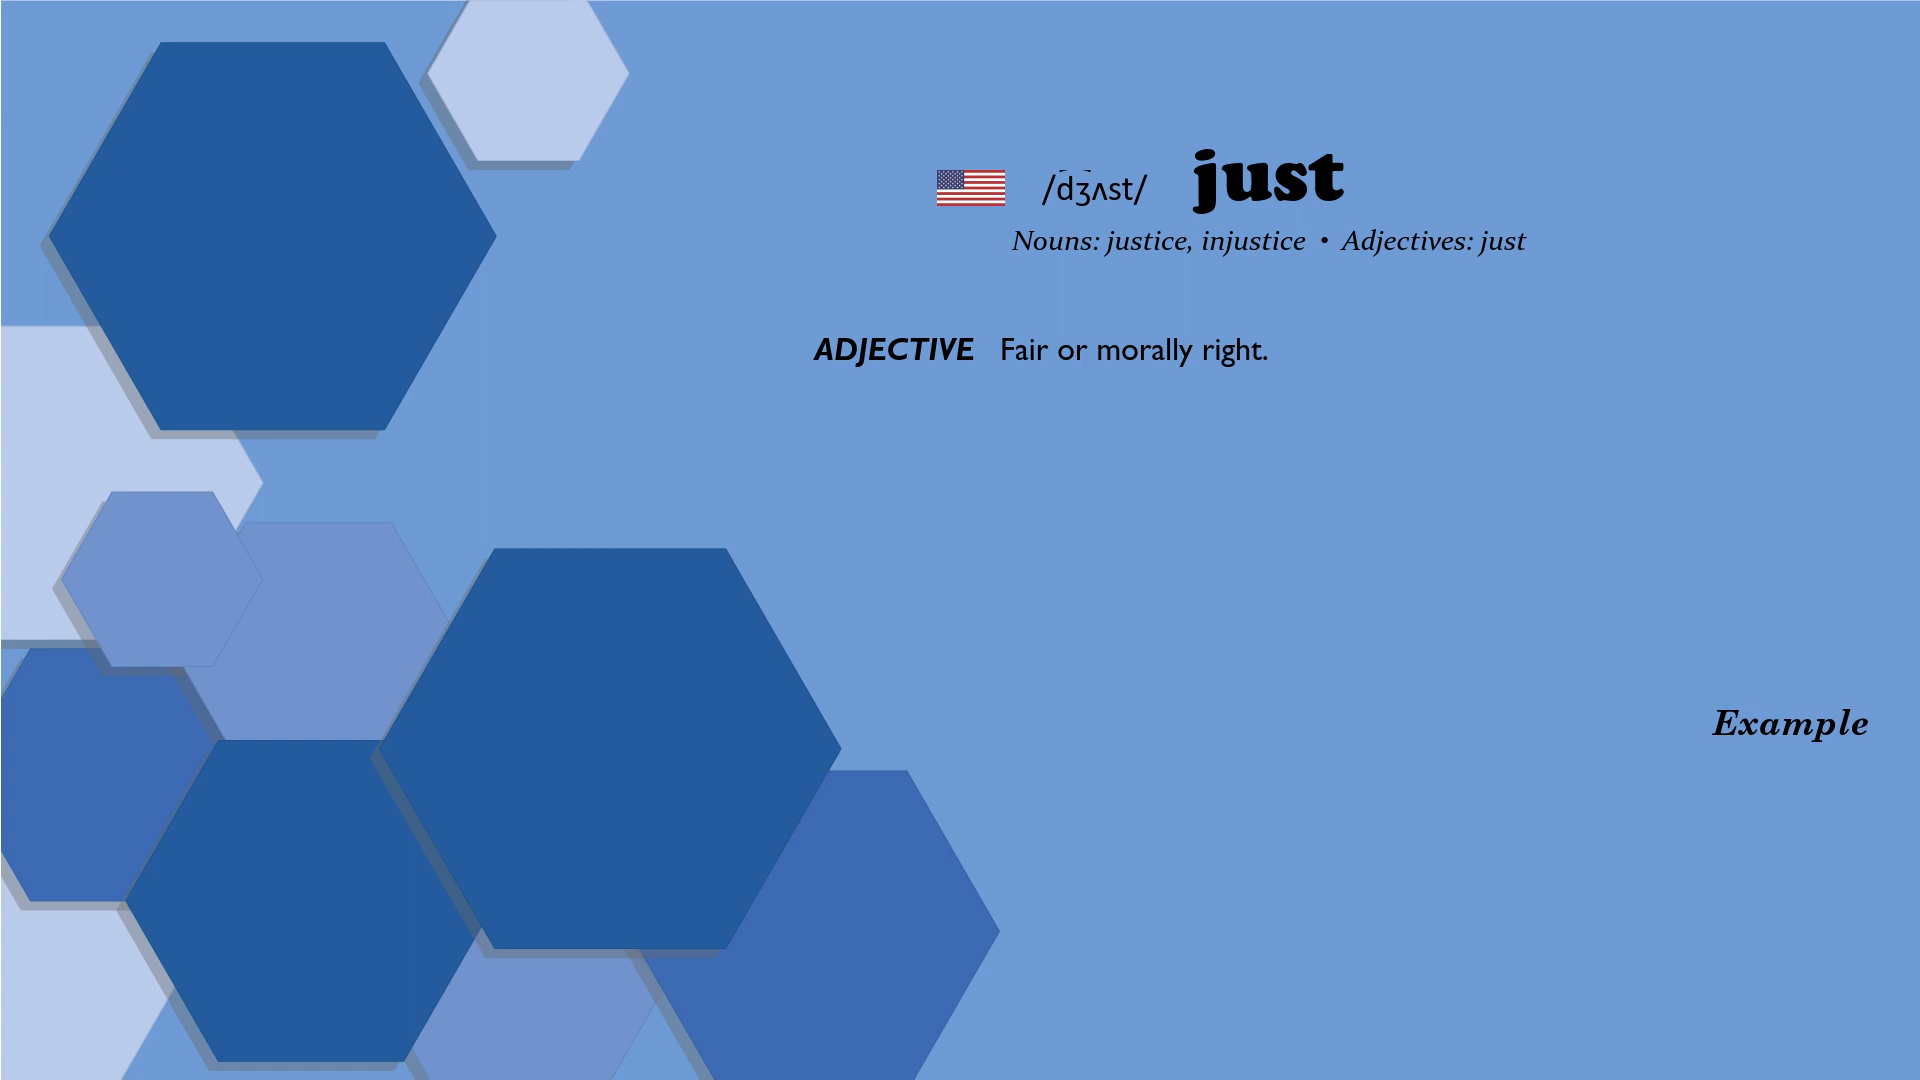 /dʒʌst/ just
Nouns: justice, injustice • Adjectives: just
ADJECTIVE Fair or morally right.
Example